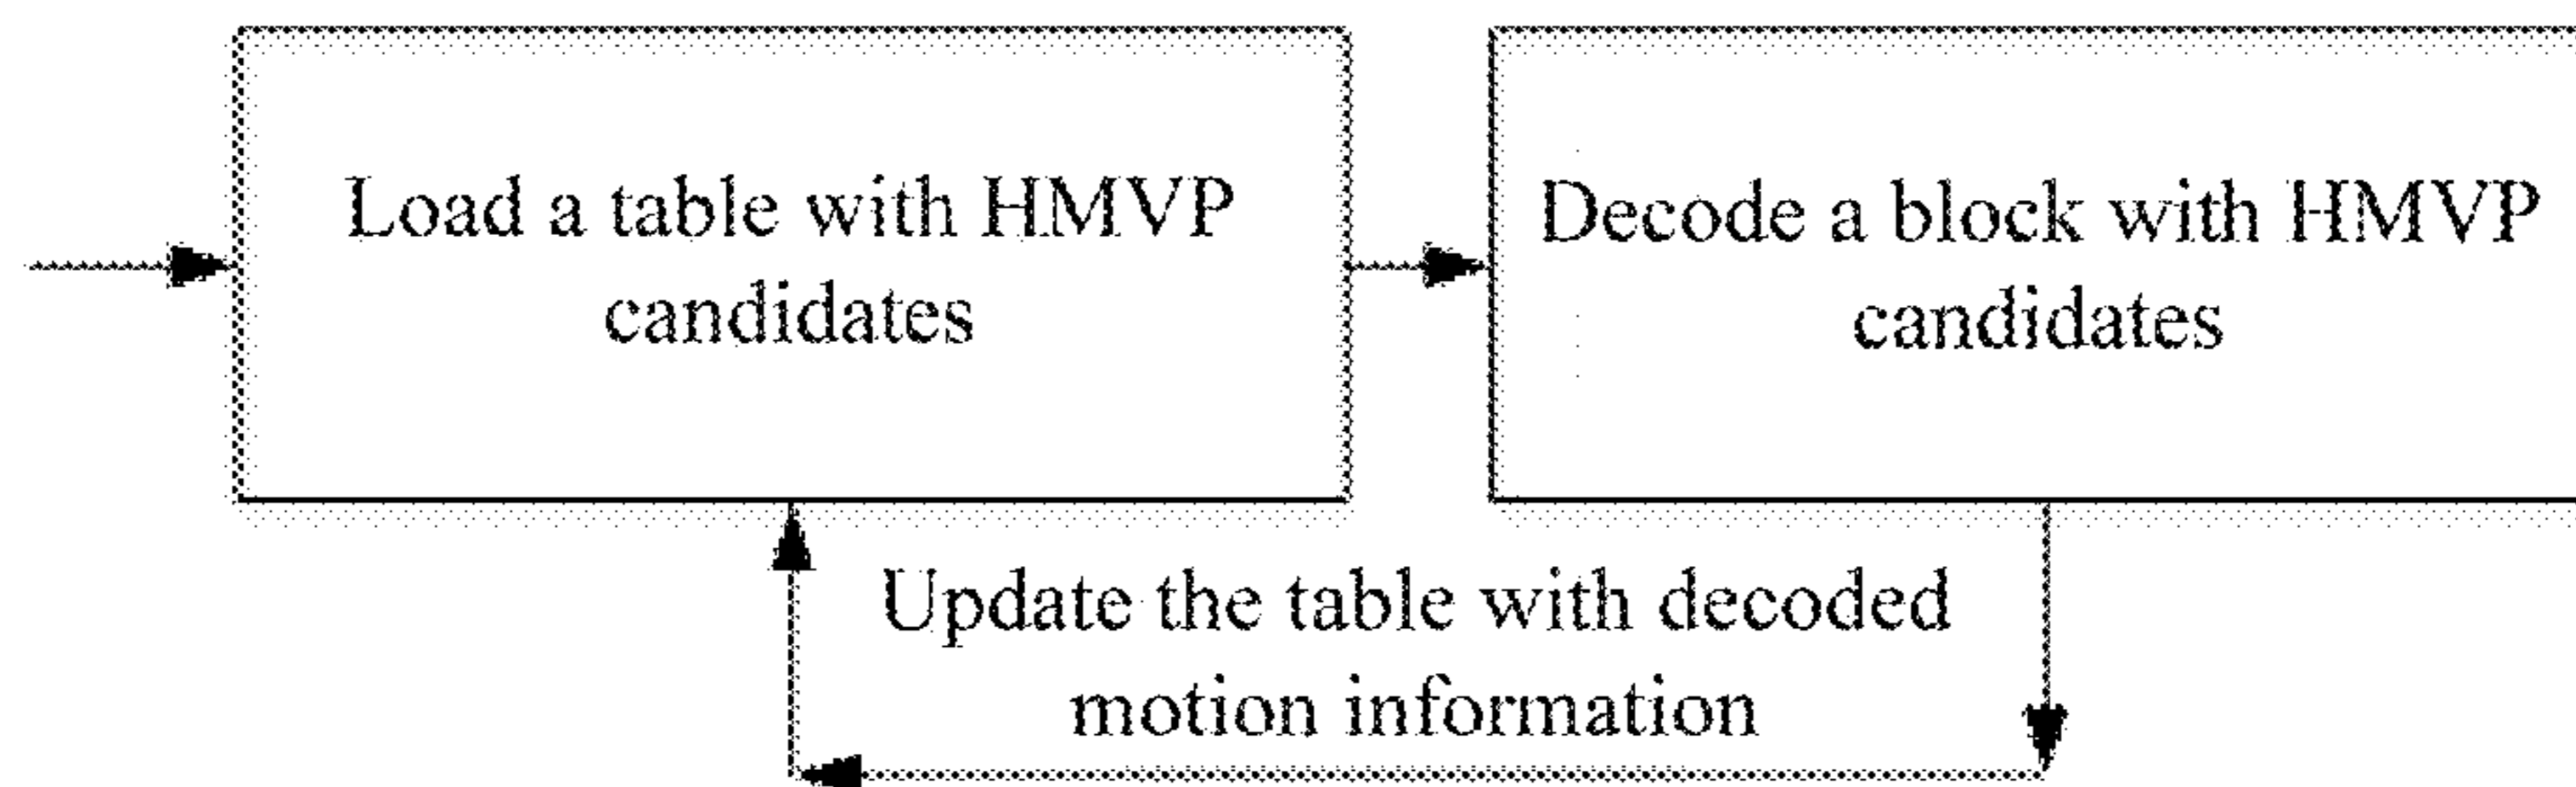 Load a table with HMVP
candidates
Decode a block with HMVP
candidates
Update the table with decoded
motion information